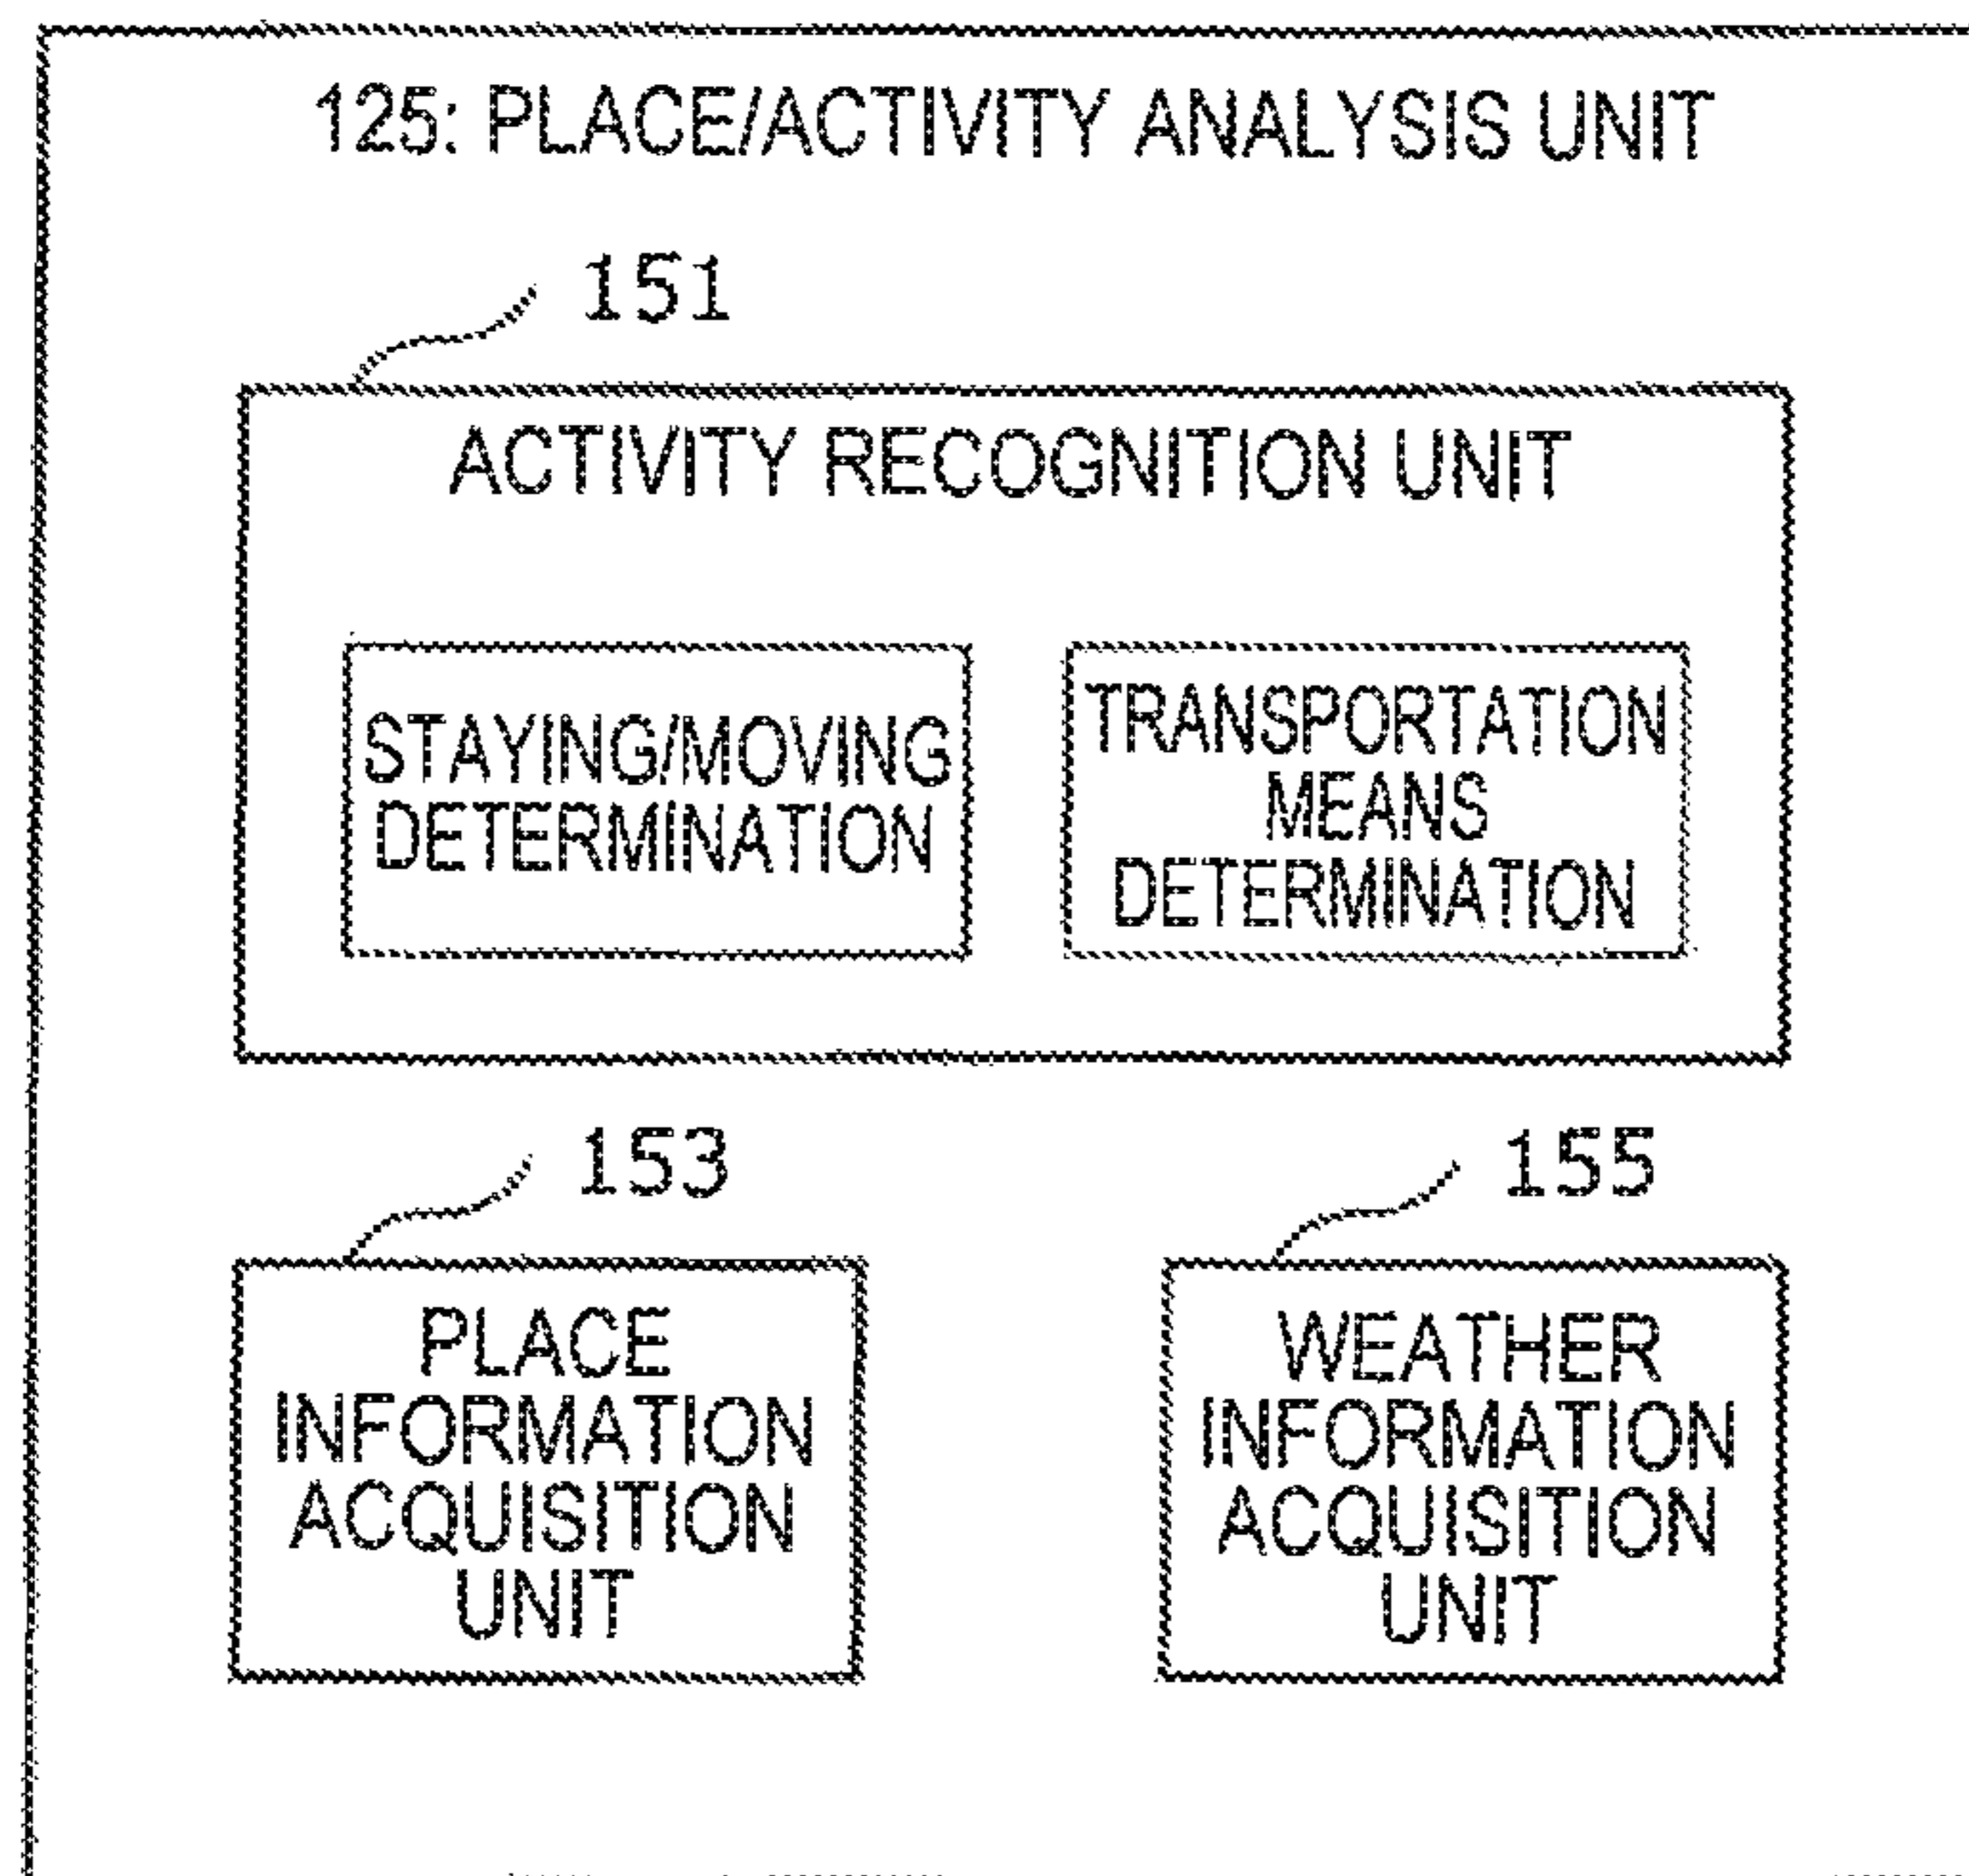 125: PLACE/ACTIVITY ANALYSIS UNIT
151
ACTIVITY RECOGNITION UNIT
STAYING/MOVING
DETERMINATION
TRANSPORTATION
MEANS
DETERMINATION
153
PLACE
INFORMATION
ACQUISITION
UNIT
155
WEATHER
INFORMATION
ACQUISITION
UNIT